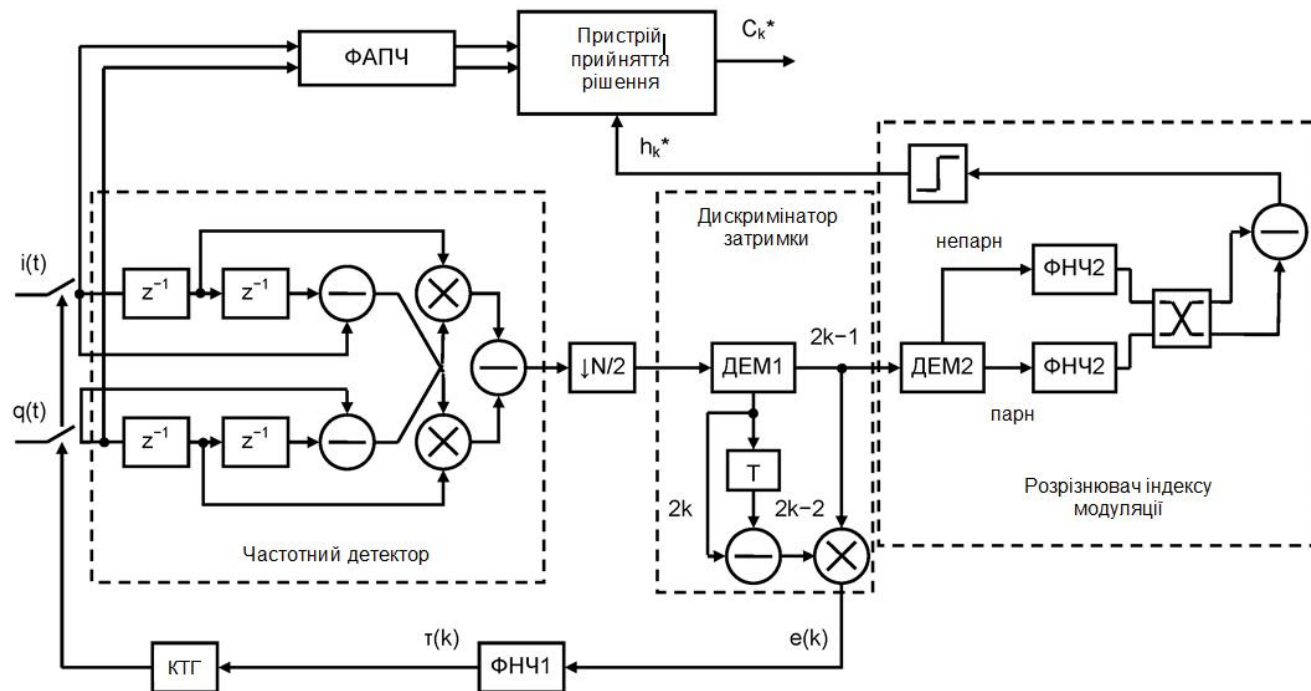 ФАПЧ
Пристрій
прийняття
рішення
Cₖ*
hₖ*
Дискримінатор
затримки
непарн
ФНЧ2
i(t)
z⁻¹
z⁻¹
↓N/2
ДЕМ1
2k−1
ДЕМ2
ФНЧ2
парн
q(t)
z⁻¹
z⁻¹
T
2k
2k−2
Розрізнювач індексу
модуляції
Частотний детектор
τ(k)
e(k)
КТГ
ФНЧ1